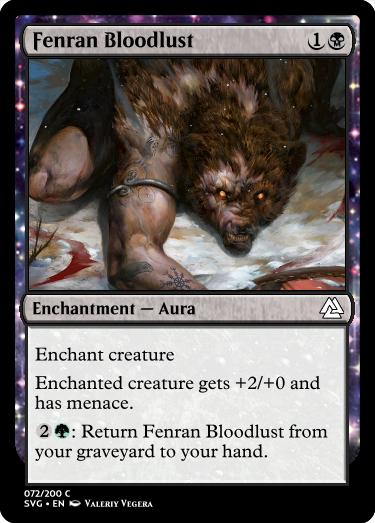 Fenran Bloodlust 1
Enchantment — Aura
Enchant creature
Enchanted creature gets +2/+0 and
has menace.
2 : Return Fenran Bloodlust from
your graveyard to your hand.
072/200 C
SVG • EN Valeriy Vegera